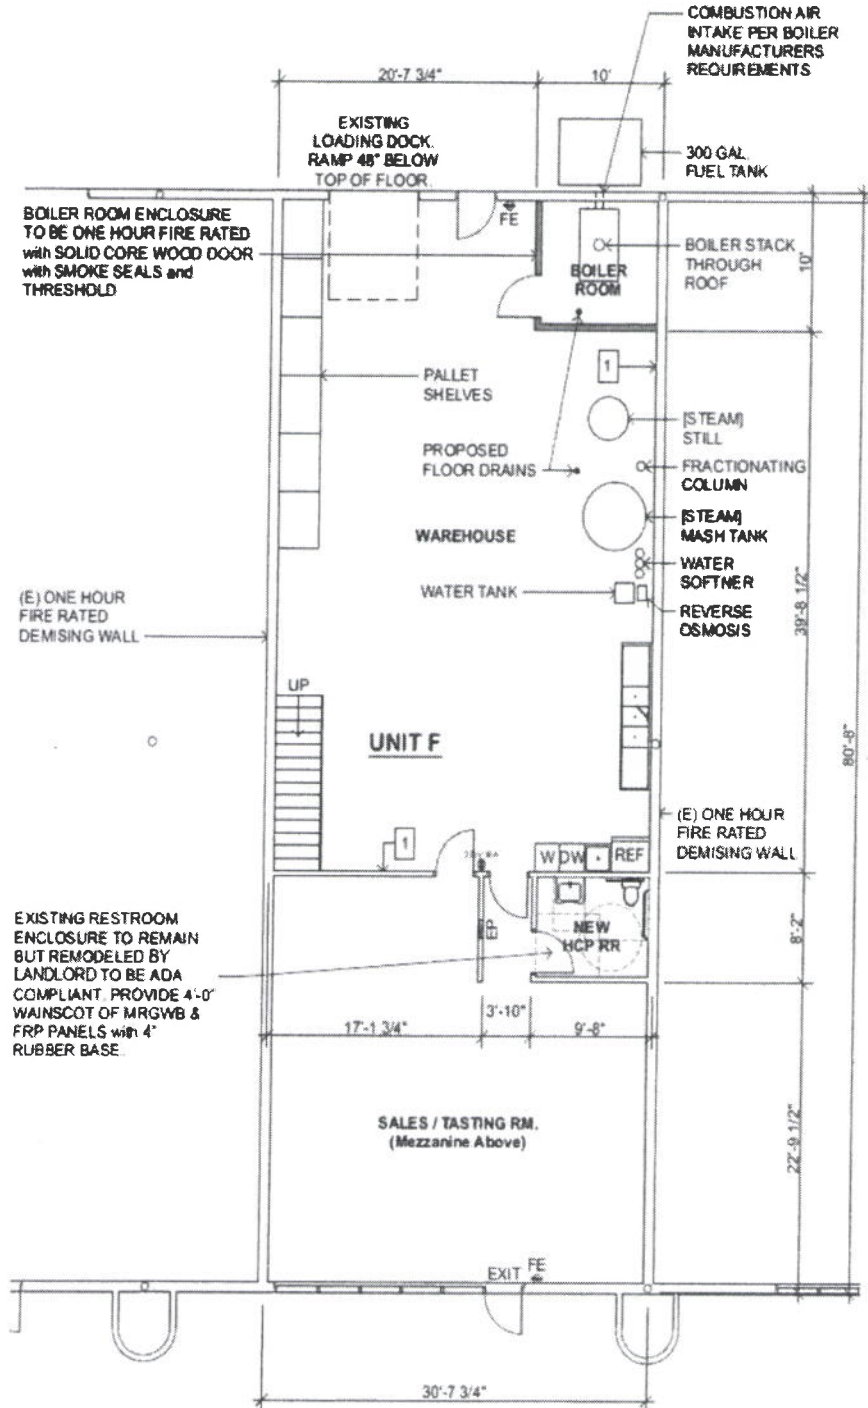 COMBUSTION AIR
INTAKE PER BOILER
MANUFACTURERS
REQUIREMENTS
20'-7 3/4"
10'
EXISTING
LOADING DOCK.
RAMP 48" BELOW
TOP OF FLOOR.
300 GAL.
FUEL TANK
BOILER ROOM ENCLOSURE
TO BE ONE HOUR FIRE RATED
with SOLID CORE WOOD DOOR
with SMOKE SEALS and
THRESHOLD
FE
BOILER
ROOM
BOILER STACK
THROUGH
ROOF
10'
PALLET
SHELVES
1
[STEAM]
STILL
PROPOSED
FLOOR DRAINS
FRACTIONATING
COLUMN
[STEAM]
MASH TANK
WAREHOUSE
WATER
SOFTNER
WATER TANK
REVERSE
OSMOSIS
39'-8 1/2"
(E) ONE HOUR
FIRE RATED
DEMISING WALL
UP
UNIT F
80'-8"
(E) ONE HOUR
FIRE RATED
DEMISING WALL
1
W DW REF
EXISTING RESTROOM
ENCLOSURE TO REMAIN
BUT REMODELED BY
LANDLORD TO BE ADA
COMPLIANT. PROVIDE 4'-0"
WAINSCOT OF MRGWB &
FRP PANELS with 4"
RUBBER BASE.
EP
NEW
HCP RR
8'-2"
17'-1 3/4"
3'-10"
9'-8"
SALES / TASTING RM.
(Mezzanine Above)
22'-9 1/2"
EXIT
FE
30'-7 3/4"